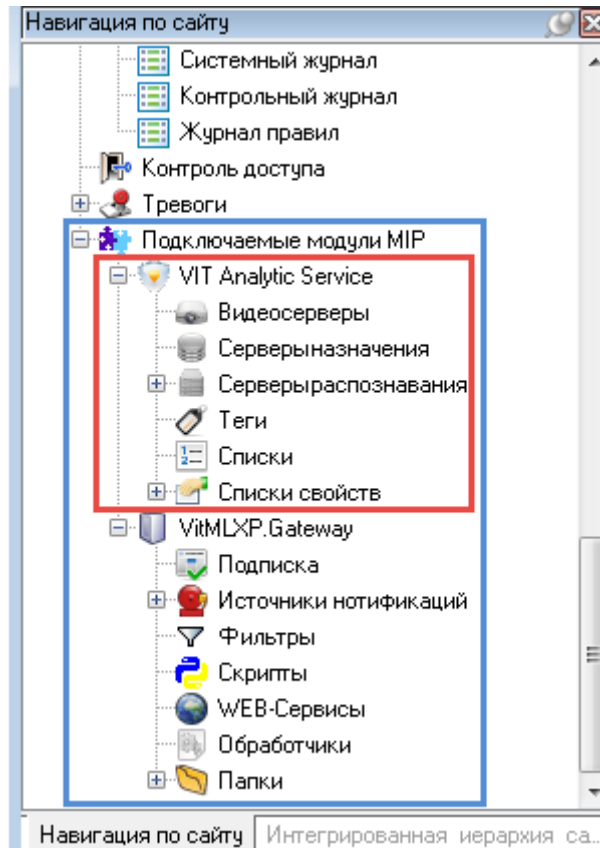 Навигация по сайту
Системный журнал
Контрольный журнал
Журнал правил
Контроль доступа
Тревоги
Подключаемые модули MIP
VIT Analytic Service
Видеосерверы
Серверыназначения
Серверыраспознавания
Теги
Списки
Списки свойств
VitMLXP.Gateway
Подписка
Источники нотификаций
Фильтры
Скрипты
WEB-Сервисы
Обработчики
Папки
Навигация по сайту Интегрированная иерархия са...